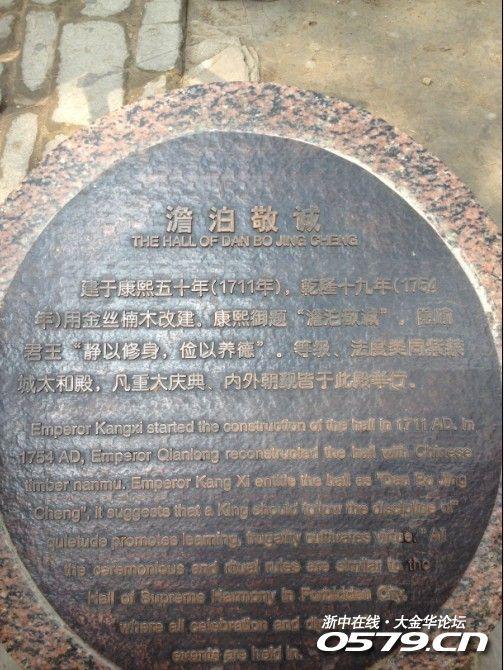 澹泊敬诚
THE HALL OF DAN BO JING CHENG
建于康熙五十年(1711年)。乾隆十九年(1754
年)用金丝楠木改建。康熙御题“澹泊敬诚”。
君王“静以修身，俭以养德”。等级、法度类同紫禁
城太和殿，凡重大庆典、内外朝觐皆于此殿举行。
Emperor Kangxi started the construction of the hall in 1711 AD. In
1754 AD, Emperor Qianlong reconstructed the hall with Chinese
timber nanmu. Emperor Kang Xi entitle the hall as "Dan Bo Jing
Cheng", it suggests that a King should follow the discipline of"
quietude promotes learning, frugality cultivates virtue." All
the ceremonious and ritual rules are similar to the
Hall of Supreme Harmony in Forbidden City,
where all celebration and
events are held in.
浙中在线·大金华论坛
0579.cn